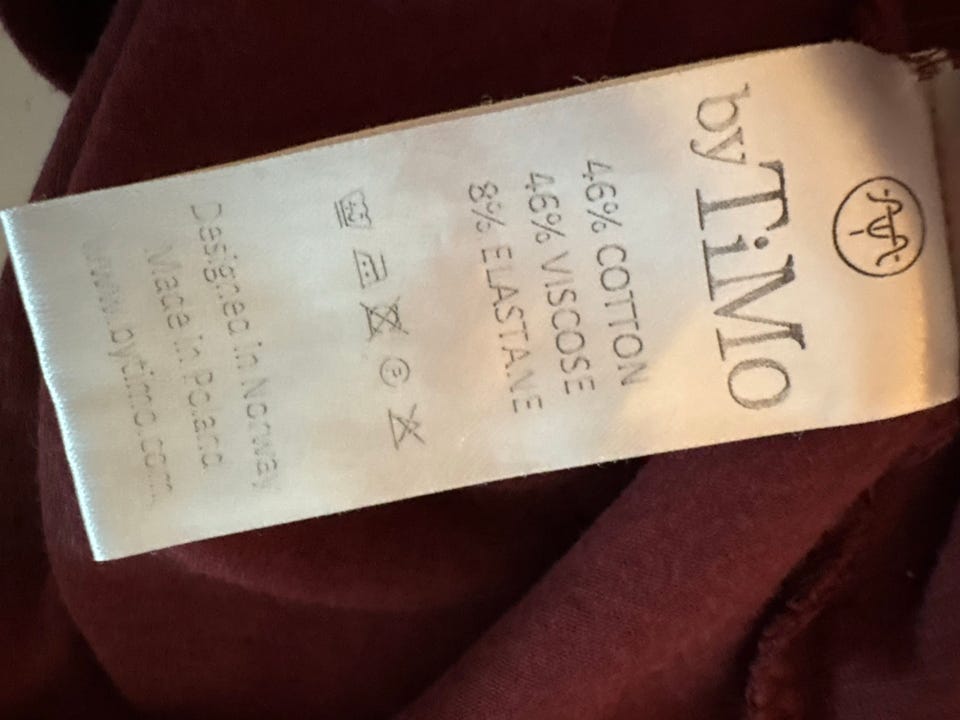 byTiMo
46% COTTON
46% VISCOSE
8% ELASTANE
Designed in Norway
Made in Poland
www.bytimo.com